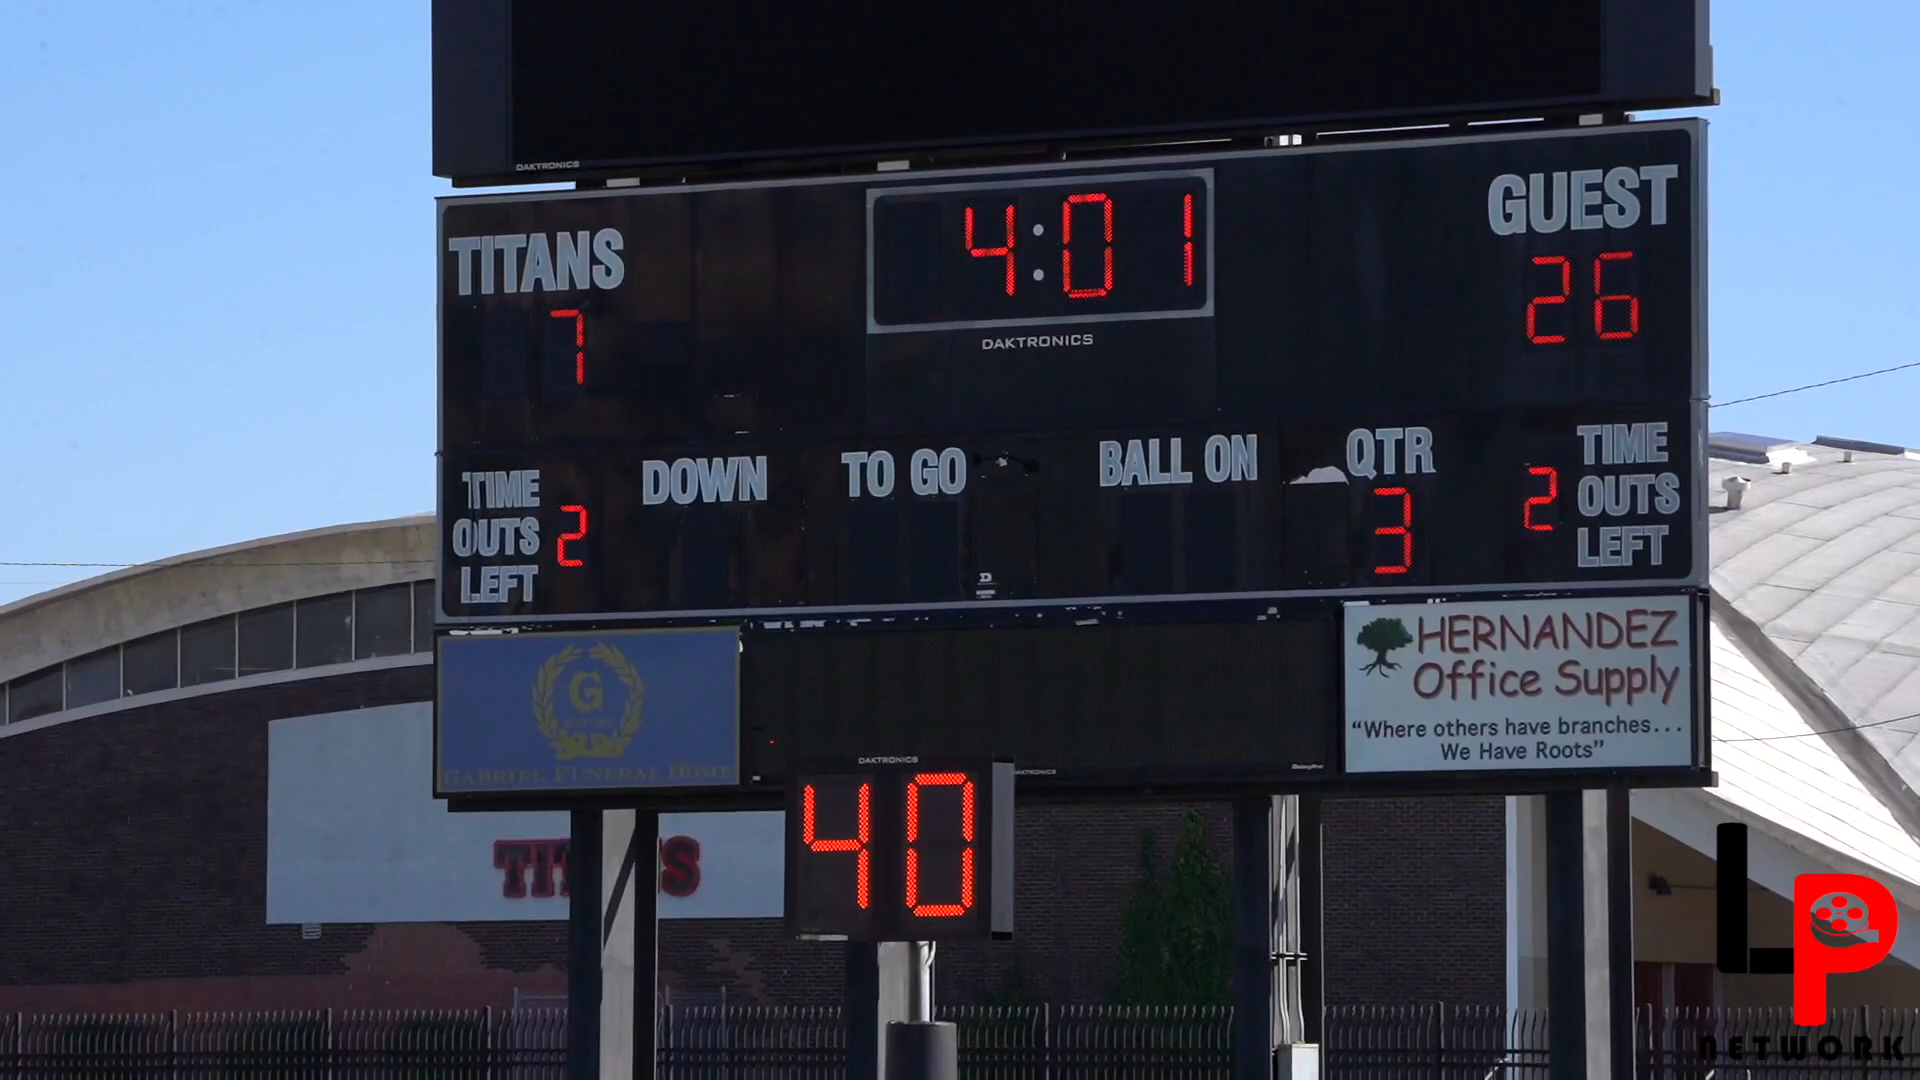 DAKTRONICS
TITANS
4:01
GUEST
7
26
DAKTRONICS
TIME OUTS LEFT
2
DOWN
TO GO
BALL ON
QTR
3
2
TIME OUTS LEFT
G
GABRIEL FUNERAL HOME
HERNANDEZ
Office Supply
“Where others have branches...
We Have Roots”
DAKTRONICS
DAKTRONICS
40
LP
NETWORK